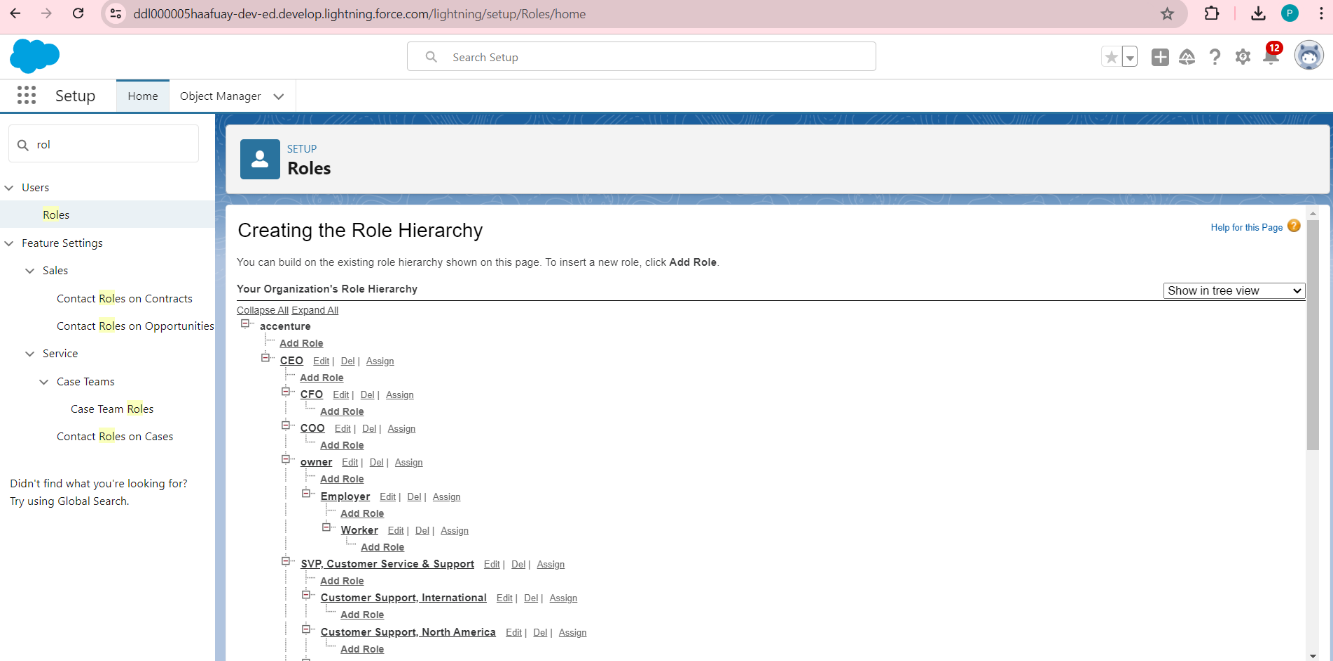 ddl000005haafuay-dev-ed.develop.lightning.force.com/lightning/setup/Roles/home
P
Search Setup
12
Setup
Home
Object Manager
rol
Users
Roles
Feature Settings
Sales
Contact Roles on Contracts
Contact Roles on Opportunities
Service
Case Teams
Case Team Roles
Contact Roles on Cases
Didn't find what you're looking for?
Try using Global Search.
SETUP
Roles
Creating the Role Hierarchy
Help for this Page ?
You can build on the existing role hierarchy shown on this page. To insert a new role, click Add Role.
Your Organization's Role Hierarchy
Show in tree view
Collapse All Expand All
accenture
Add Role
CEO Edit | Del | Assign
Add Role
CFO Edit | Del | Assign
Add Role
COO Edit | Del | Assign
Add Role
owner Edit | Del | Assign
Add Role
Employer Edit | Del | Assign
Add Role
Worker Edit | Del | Assign
Add Role
SVP, Customer Service & Support Edit | Del | Assign
Add Role
Customer Support, International Edit | Del | Assign
Add Role
Customer Support, North America Edit | Del | Assign
Add Role